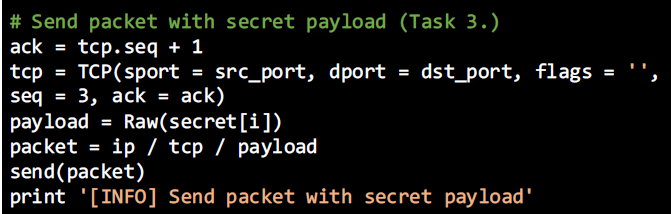 # Send packet with secret payload (Task 3.)
ack = tcp.seq + 1
tcp = TCP(sport = src_port, dport = dst_port, flags = '',
seq = 3, ack = ack)
payload = Raw(secret[i])
packet = ip / tcp / payload
send(packet)
print '[INFO] Send packet with secret payload'